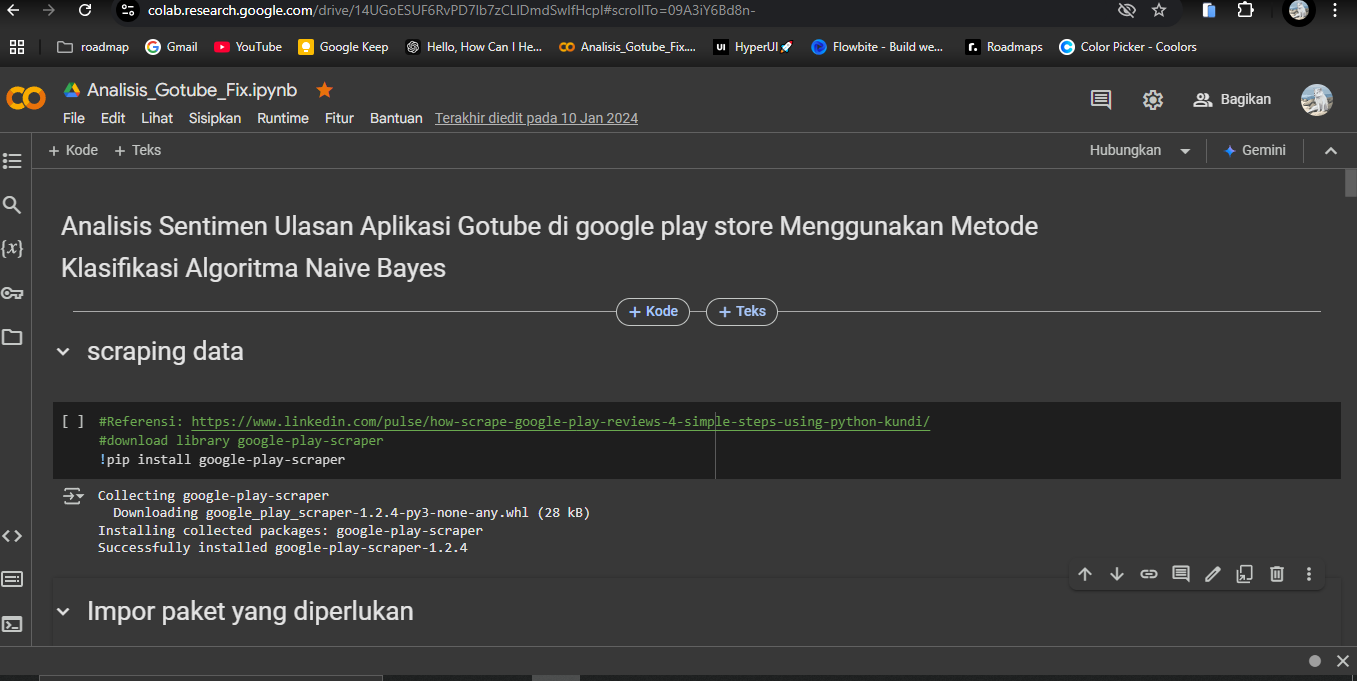 colab.research.google.com/drive/14UGoESUF6RvPD7Ib7zCLlDmdSwIfHcpI#scrollTo=09A3iY6Bd8n-
roadmap Gmail YouTube Google Keep Hello, How Can I He... Analisis_Gotube_Fix.... UI HyperUI🚀 Flowbite - Build we... r. Roadmaps Color Picker - Coolors
Analisis_Gotube_Fix.ipynb
Bagikan
File Edit Lihat Sisipkan Runtime Fitur Bantuan Terakhir diedit pada 10 Jan 2024
+ Kode + Teks Hubungkan Gemini
Analisis Sentimen Ulasan Aplikasi Gotube di google play store Menggunakan Metode
Klasifikasi Algoritma Naive Bayes
+ Kode + Teks
scraping data
[ ] #Referensi: https://www.linkedin.com/pulse/how-scrape-google-play-reviews-4-simple-steps-using-python-kundi/
#download library google-play-scraper
!pip install google-play-scraper
Collecting google-play-scraper
Downloading google_play_scraper-1.2.4-py3-none-any.whl (28 kB)
Installing collected packages: google-play-scraper
Successfully installed google-play-scraper-1.2.4
Impor paket yang diperlukan
{x}